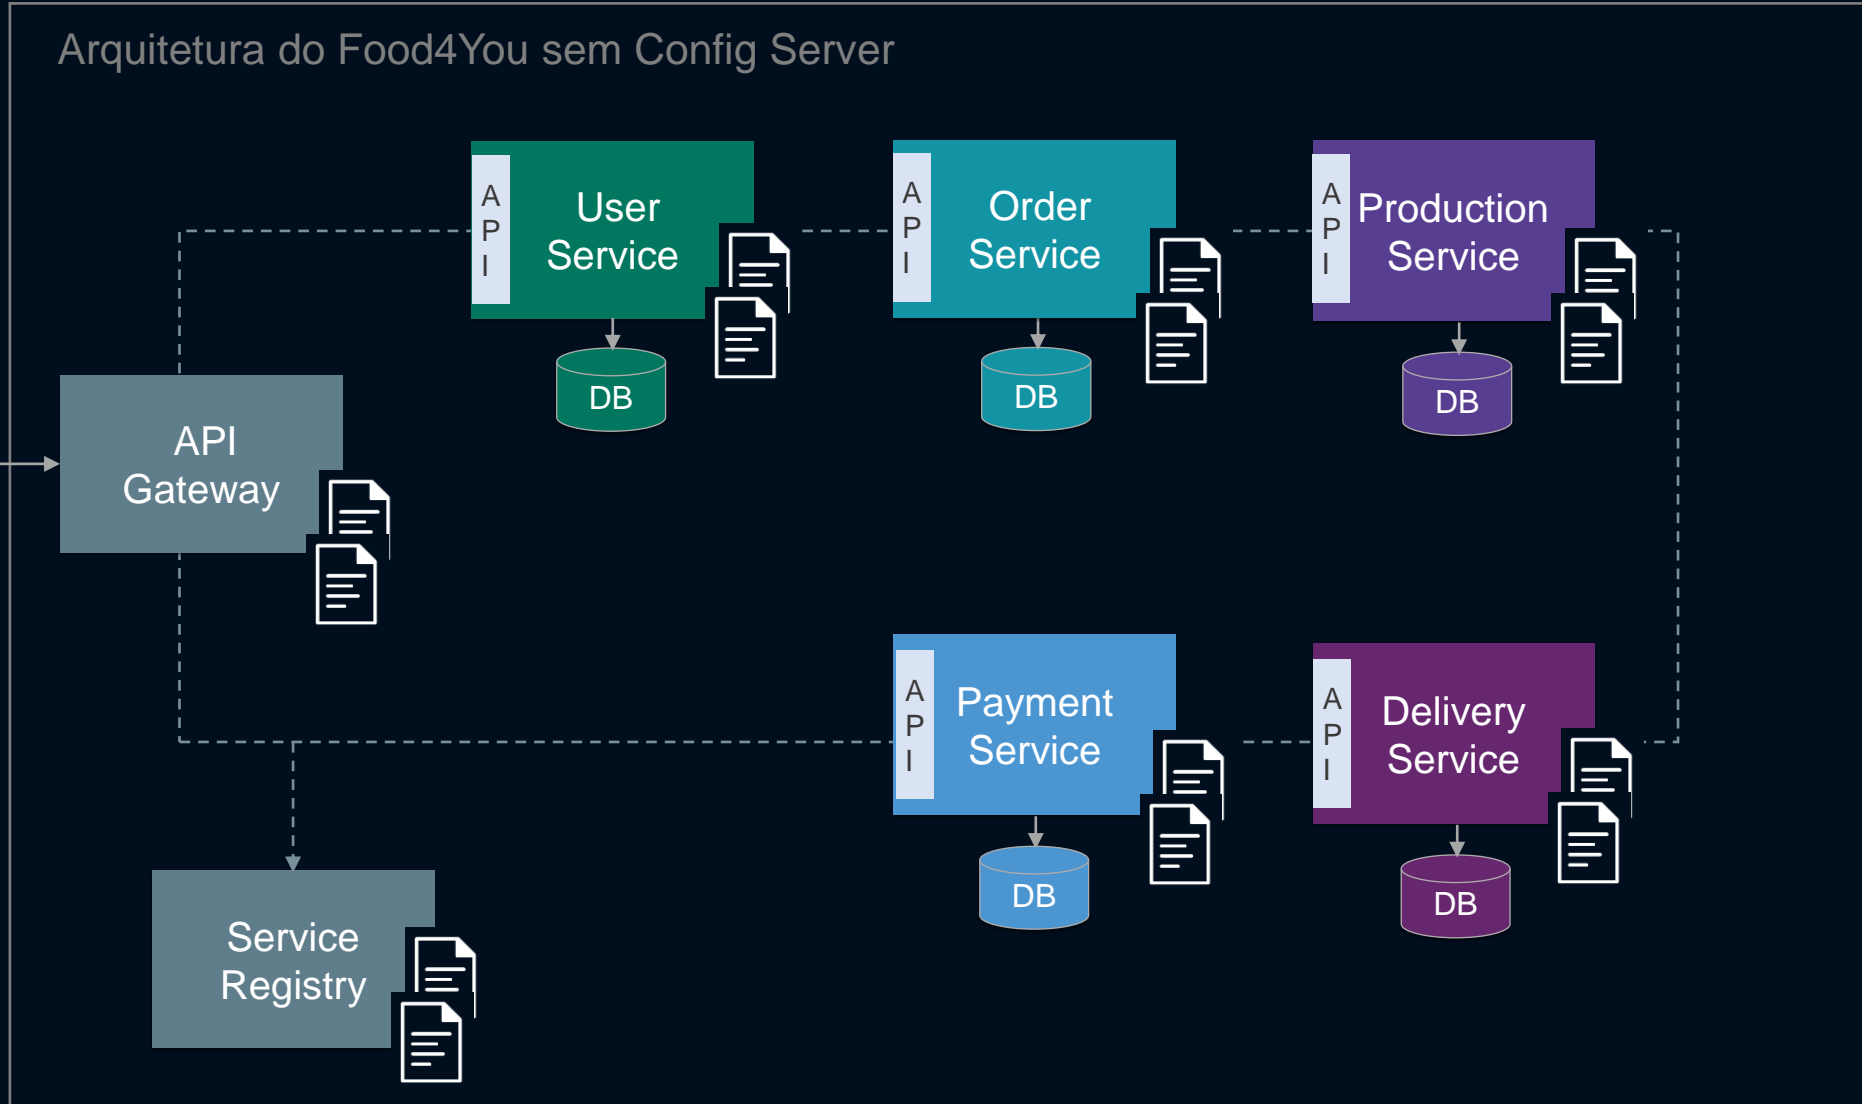 Arquitetura do Food4You sem Config Server
A
P
I
User
Service
DB
A
P
I
Order
Service
DB
A
P
I
Production
Service
DB
API
Gateway
A
P
I
Payment
Service
DB
A
P
I
Delivery
Service
DB
Service
Registry